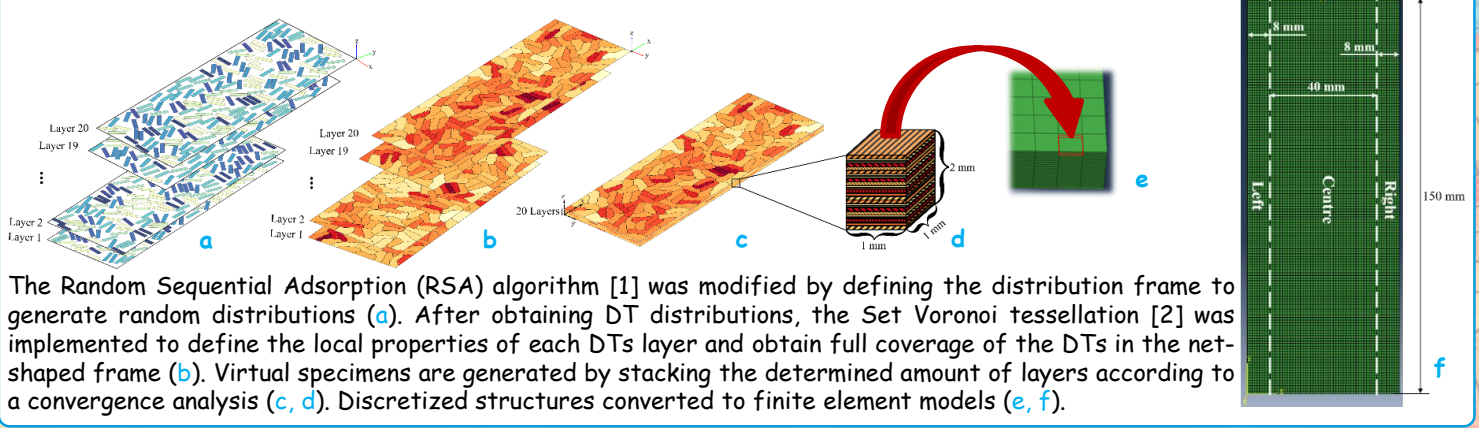 z
y
x
Layer 20
Layer 19
⋮
Layer 2
Layer 1
a
z
x
y
Layer 20
Layer 19
⋮
Layer 2
Layer 1
b
20 Layers
z
x
y
c
2 mm
1 mm
1 mm
d
e
8 mm
8 mm
40 mm
Left
Centre
Right
150 mm
f
The Random Sequential Adsorption (RSA) algorithm [1] was modified by defining the distribution frame to
generate random distributions (a). After obtaining DT distributions, the Set Voronoi tessellation [2] was
implemented to define the local properties of each DTs layer and obtain full coverage of the DTs in the net-
shaped frame (b). Virtual specimens are generated by stacking the determined amount of layers according to
a convergence analysis (c, d). Discretized structures converted to finite element models (e, f).